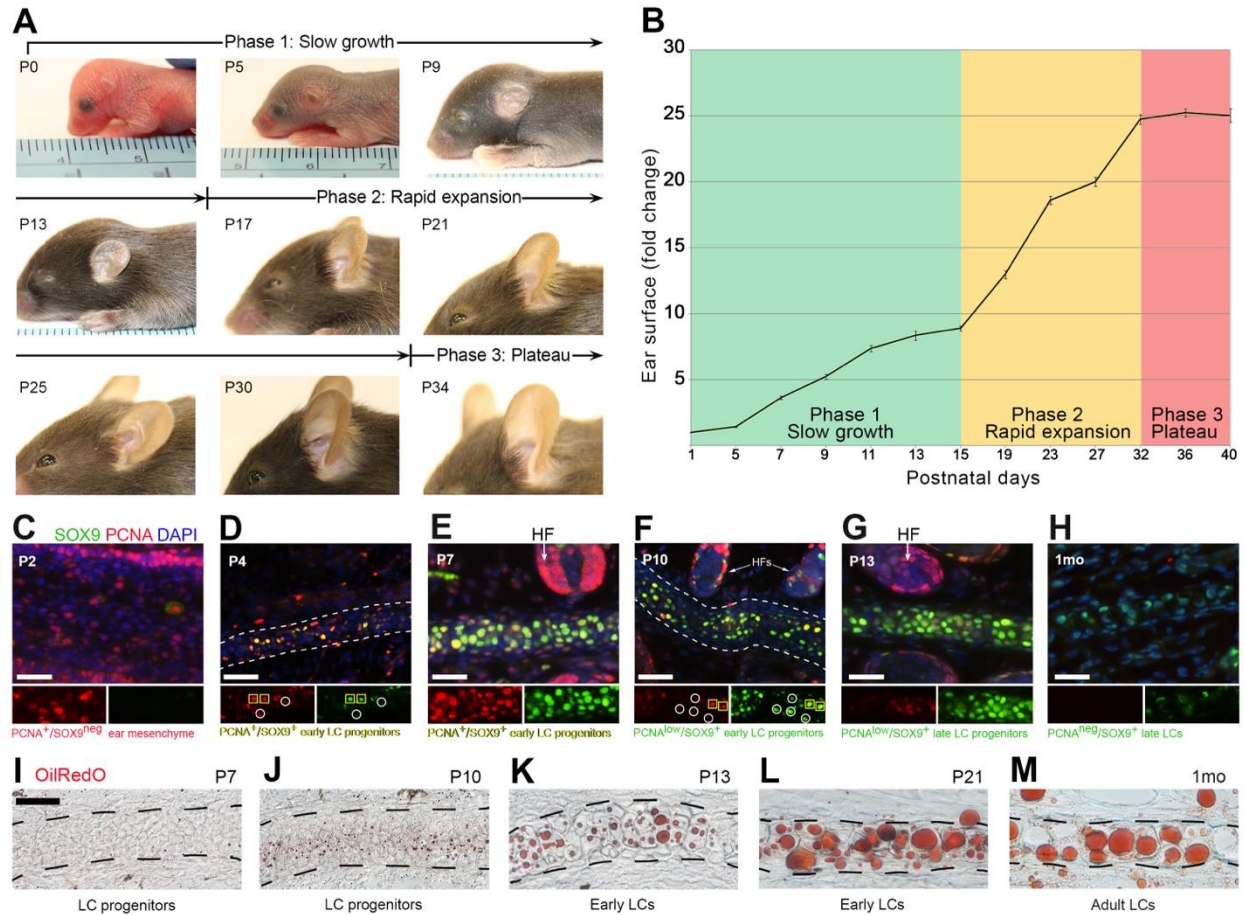 A
Phase 1: Slow growth
P0
P5
P9
4
5
5
6
7
Phase 2: Rapid expansion
P13
P17
P21
Phase 3: Plateau
P25
P30
P34
B
Ear surface (fold change)
30
25
20
15
10
5
Phase 1
Slow growth
Phase 2
Rapid expansion
Phase 3
Plateau
1 5 7 9 11 13 15 19 23 27 32 36 40
Postnatal days
C
SOX9 PCNA DAPI
P2
PCNA+/SOX9neg ear mesenchyme
D
P4
PCNA+/SOX9+ early LC progenitors
E
HF
P7
PCNA+/SOX9+ early LC progenitors
F
P10
HFs
PCNAlow/SOX9+ early LC progenitors
G
HF
P13
PCNAlow/SOX9+ late LC progenitors
H
1mo
PCNAneg/SOX9+ late LCs
I
OilRedO
P7
LC progenitors
J
P10
LC progenitors
K
P13
Early LCs
L
P21
Early LCs
M
1mo
Adult LCs